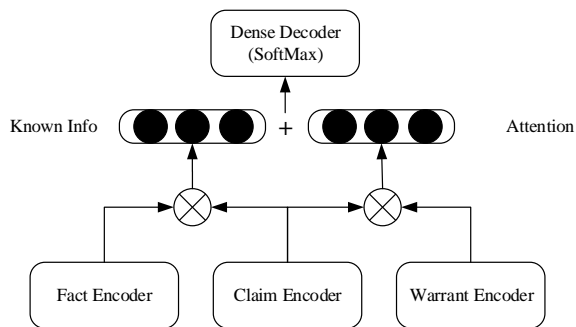 Dense Decoder
(SoftMax)
Known Info
+
Attention
Fact Encoder
Claim Encoder
Warrant Encoder